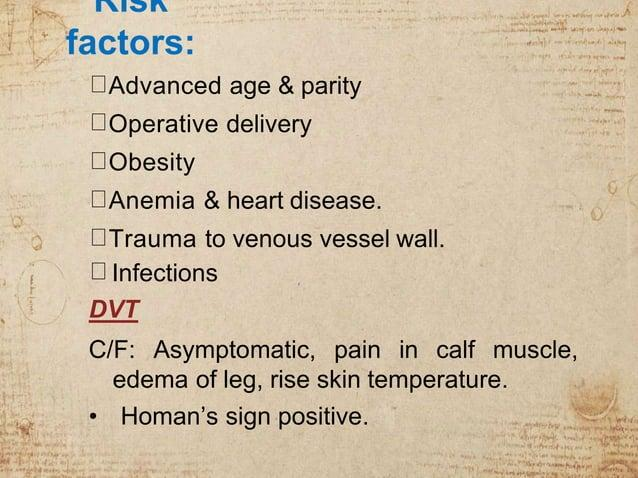 Risk
factors:
Advanced age & parity
Operative delivery
Obesity
Anemia & heart disease.
Trauma to venous vessel wall.
Infections
DVT
C/F: Asymptomatic, pain in calf muscle,
edema of leg, rise skin temperature.
• Homan’s sign positive.